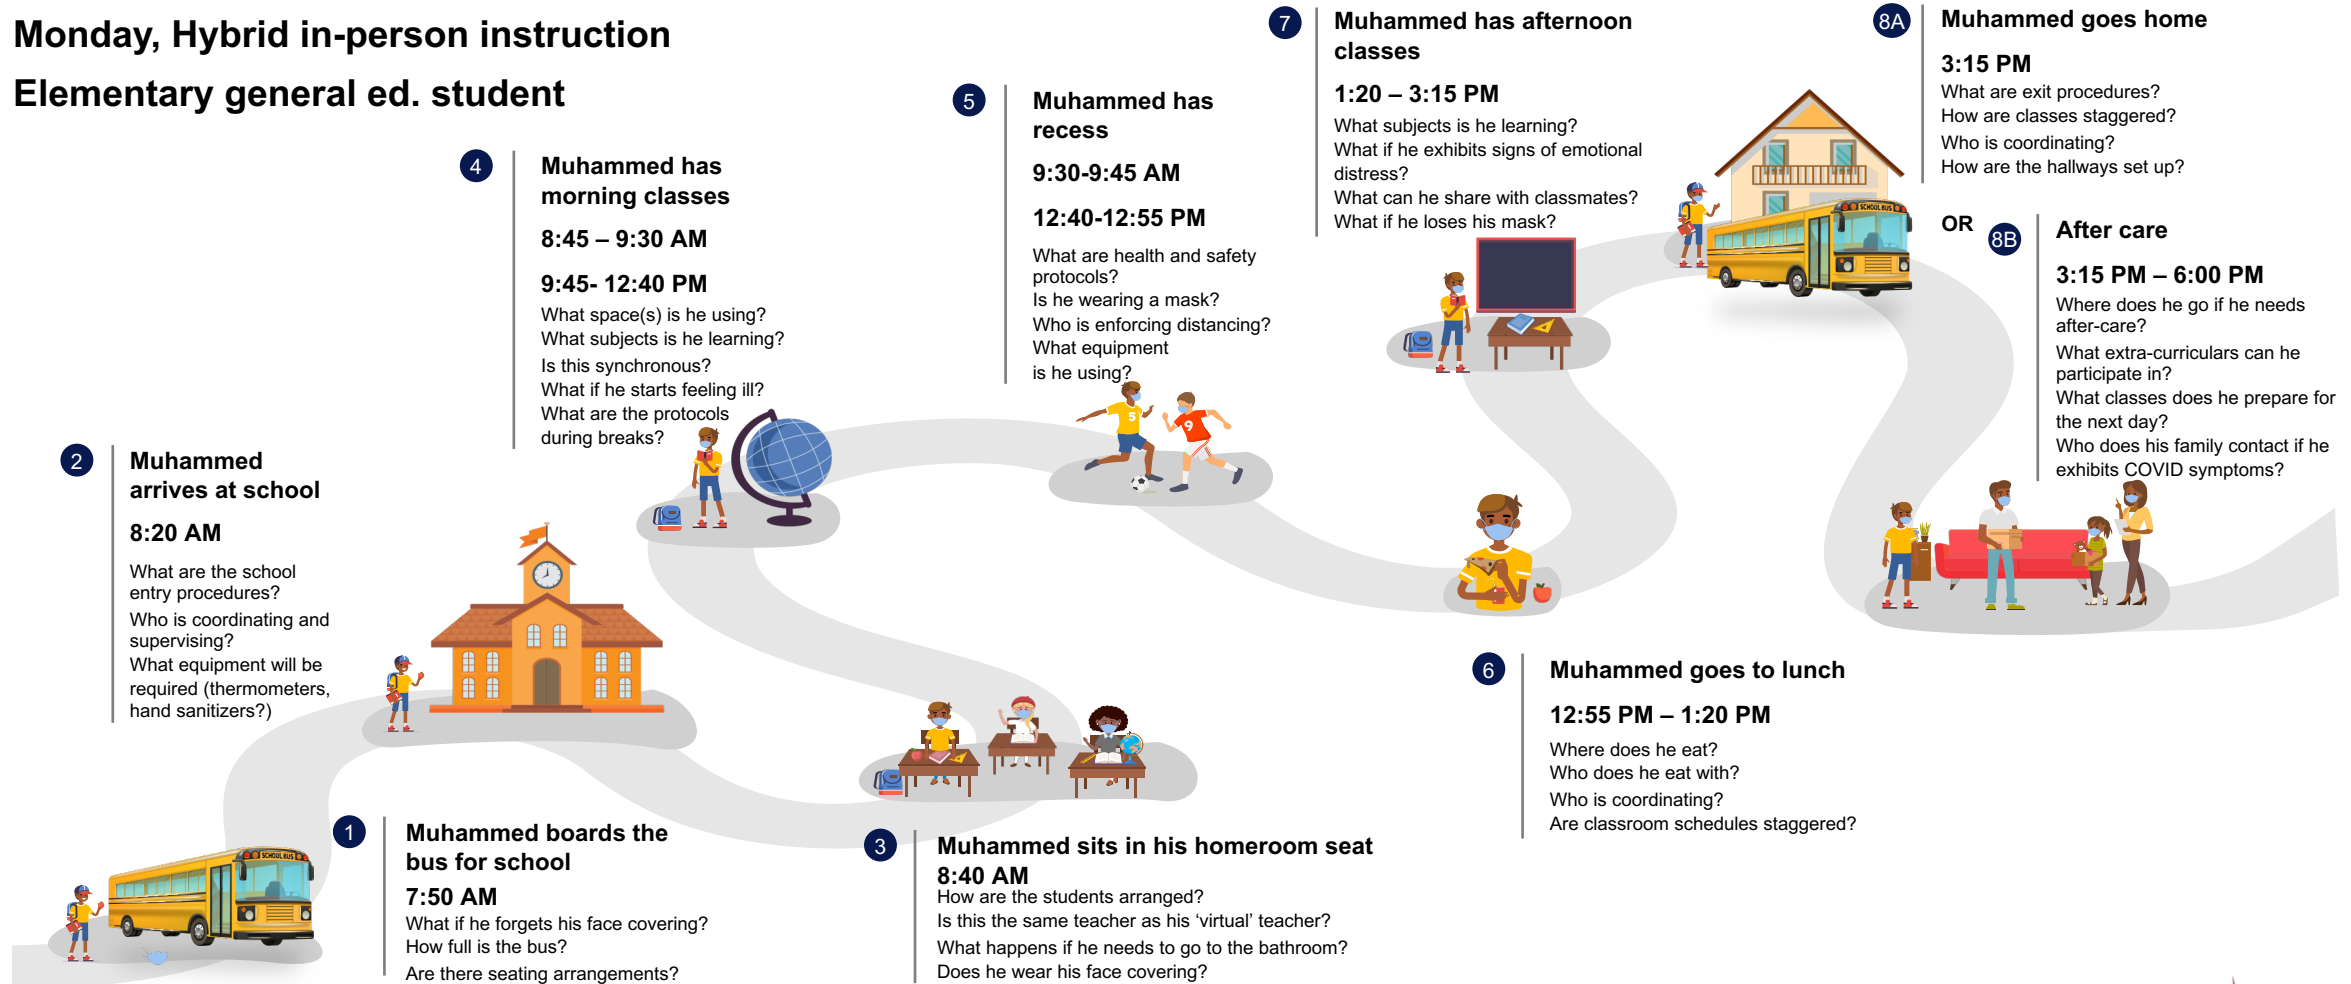 Monday, Hybrid in-person instruction
Elementary general ed. student
1
Muhammed boards the
bus for school
7:50 AM
What if he forgets his face covering?
How full is the bus?
Are there seating arrangements?
SCHOOL BUS
2
Muhammed
arrives at school
8:20 AM
What are the school
entry procedures?
Who is coordinating and
supervising?
What equipment will be
required (thermometers,
hand sanitizers?)
3
Muhammed sits in his homeroom seat
8:40 AM
How are the students arranged?
Is this the same teacher as his ‘virtual’ teacher?
What happens if he needs to go to the bathroom?
Does he wear his face covering?
4
Muhammed has
morning classes
8:45 – 9:30 AM
9:45- 12:40 PM
What space(s) is he using?
What subjects is he learning?
Is this synchronous?
What if he starts feeling ill?
What are the protocols
during breaks?
5
Muhammed has
recess
9:30-9:45 AM
12:40-12:55 PM
What are health and safety
protocols?
Is he wearing a mask?
Who is enforcing distancing?
What equipment
is he using?
5
9
6
Muhammed goes to lunch
12:55 PM – 1:20 PM
Where does he eat?
Who does he eat with?
Who is coordinating?
Are classroom schedules staggered?
7
Muhammed has afternoon
classes
1:20 – 3:15 PM
What subjects is he learning?
What if he exhibits signs of emotional
distress?
What can he share with classmates?
What if he loses his mask?
SCHOOL BUS
8A
Muhammed goes home
3:15 PM
What are exit procedures?
How are classes staggered?
Who is coordinating?
How are the hallways set up?
OR
8B
After care
3:15 PM – 6:00 PM
Where does he go if he needs
after-care?
What extra-curriculars can he
participate in?
What classes does he prepare for
the next day?
Who does his family contact if he
exhibits COVID symptoms?